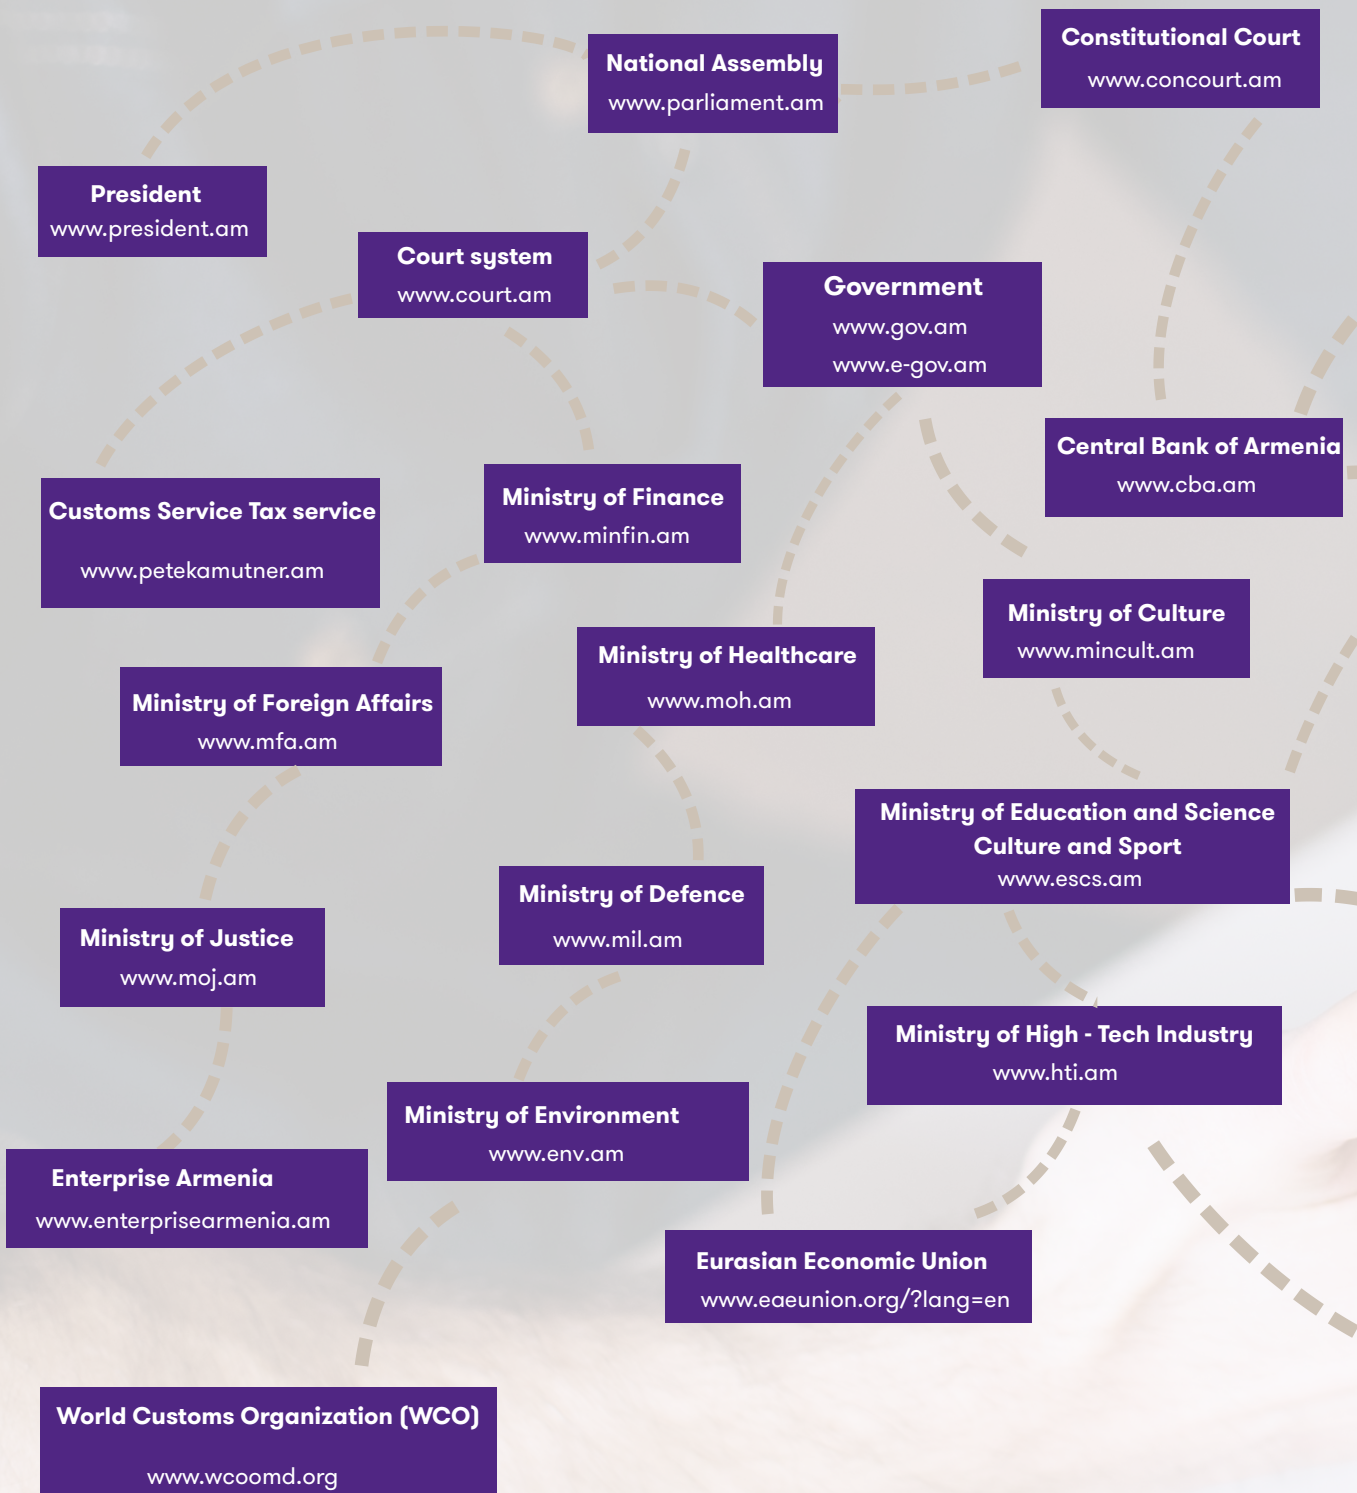 National Assembly
www.parliament.am
Constitutional Court
www.concourt.am
President
www.president.am
Court system
www.court.am
Government
www.gov.am
www.e-gov.am
Central Bank of Armenia
www.cba.am
Customs Service Tax service
www.petekamutner.am
Ministry of Finance
www.minfin.am
Ministry of Culture
www.mincult.am
Ministry of Healthcare
www.moh.am
Ministry of Foreign Affairs
www.mfa.am
Ministry of Education and Science
Culture and Sport
www.escs.am
Ministry of Defence
www.mil.am
Ministry of Justice
www.moj.am
Ministry of High - Tech Industry
www.hti.am
Ministry of Environment
www.env.am
Enterprise Armenia
www.enterprisearmenia.am
Eurasian Economic Union
www.eaeunion.org/?lang=en
World Customs Organization (WCO)
www.wcoomd.org